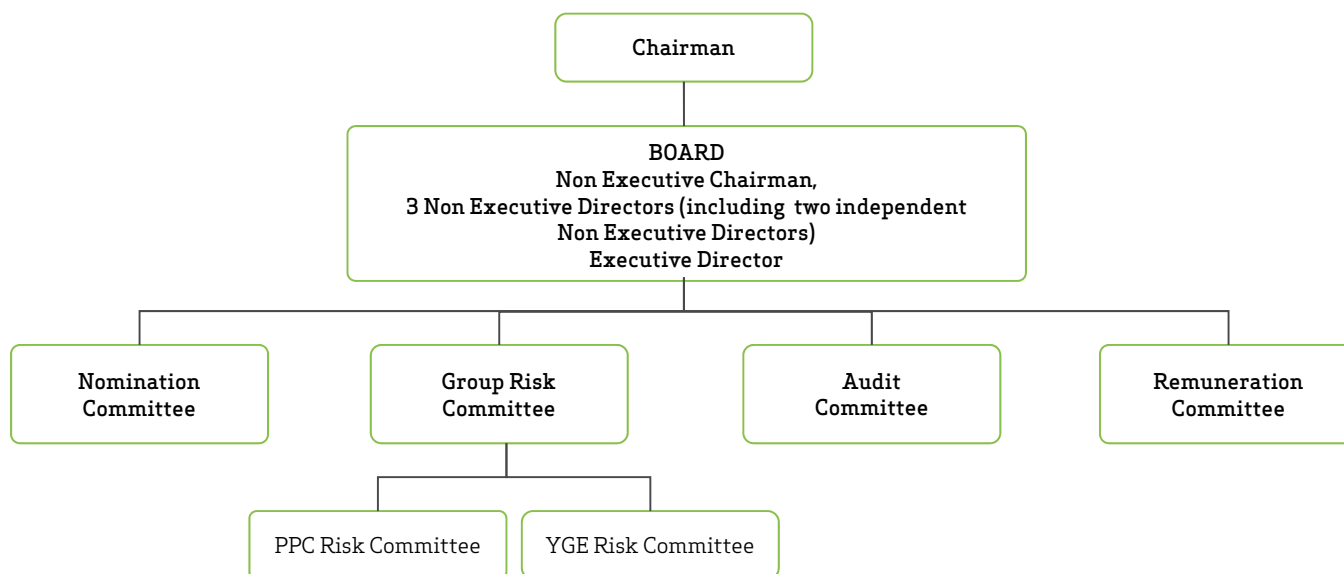 Chairman
BOARD
Non Executive Chairman,
3 Non Executive Directors (including two independent
Non Executive Directors)
Executive Director
Nomination
Committee
Group Risk
Committee
Audit
Committee
Remuneration
Committee
PPC Risk Committee
YGE Risk Committee